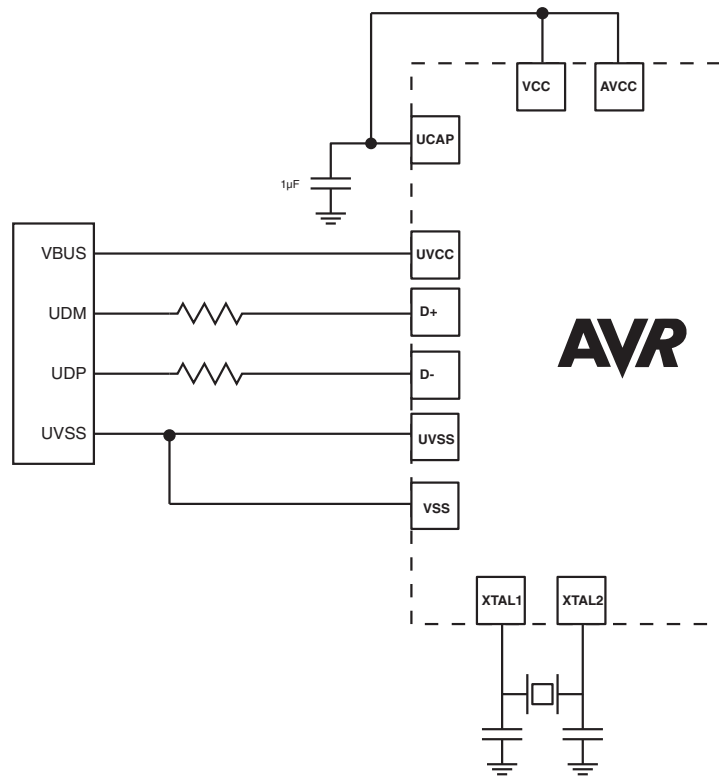 VCC
AVCC
UCAP
1µF
VBUS
UVCC
UDM
D+
UDP
D-
UVSS
UVSS
VSS
AVR
XTAL1
XTAL2